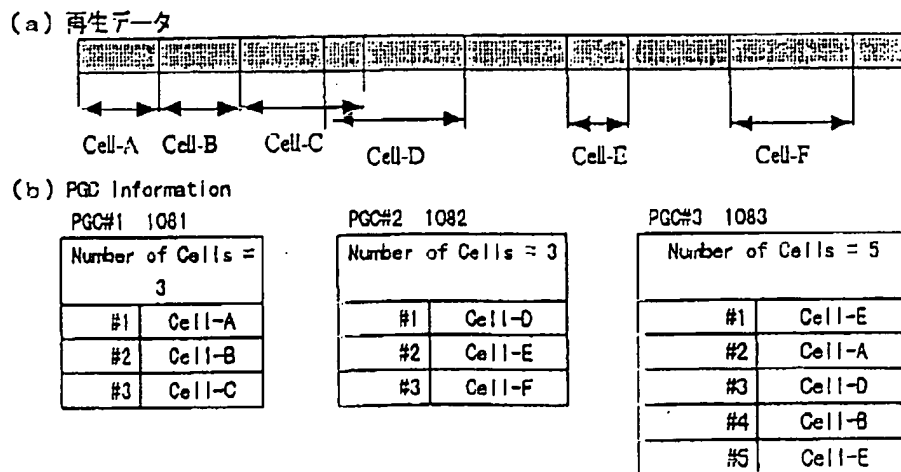 (a) 再生データ
Cell-A Cell-B Cell-C Cell-D Cell-E Cell-F
(b) PGC Information
PGC#1 1081
Number of Cells = 3
#1 Cell-A
#2 Cell-B
#3 Cell-C
PGC#2 1082
Number of Cells = 3
#1 Cell-D
#2 Cell-E
#3 Cell-F
PGC#3 1083
Number of Cells = 5
#1 Cell-E
#2 Cell-A
#3 Cell-D
#4 Cell-B
#5 Cell-E